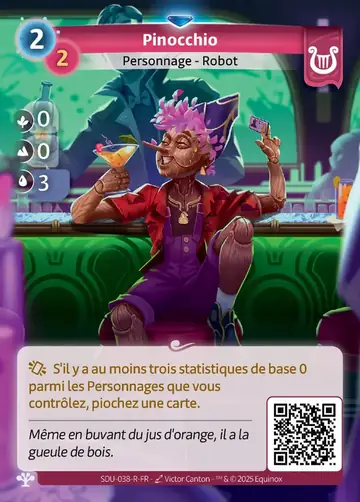 2
Pinocchio
2
Personnage - Robot
0
0
3
S'il y a au moins trois statistiques de base 0
parmi les Personnages que vous
contrôlez, piochez une carte.
Même en buvant du jus d'orange, il a la
gueule de bois.
SDU-038-R-FR - Victor Canton - ™ & © 2025 Equinox